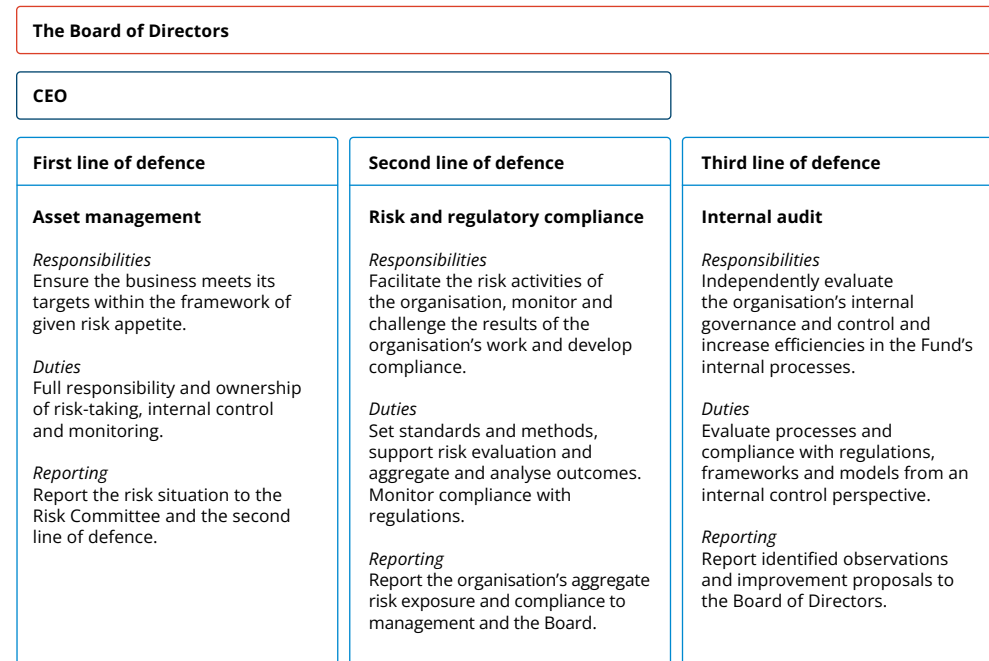 The Board of Directors
CEO
First line of defence
Asset management
Responsibilities
Ensure the business meets its
targets within the framework of
given risk appetite.
Duties
Full responsibility and ownership
of risk-taking, internal control
and monitoring.
Reporting
Report the risk situation to the
Risk Committee and the second
line of defence.
Second line of defence
Risk and regulatory compliance
Responsibilities
Facilitate the risk activities of
the organisation, monitor and
challenge the results of the
organisation’s work and develop
compliance.
Duties
Set standards and methods,
support risk evaluation and
aggregate and analyse outcomes.
Monitor compliance with
regulations.
Reporting
Report the organisation’s aggregate
risk exposure and compliance to
management and the Board.
Third line of defence
Internal audit
Responsibilities
Independently evaluate
the organisation’s internal
governance and control and
increase efficiencies in the Fund’s
internal processes.
Duties
Evaluate processes and
compliance with regulations,
frameworks and models from an
internal control perspective.
Reporting
Report identified observations
and improvement proposals to
the Board of Directors.